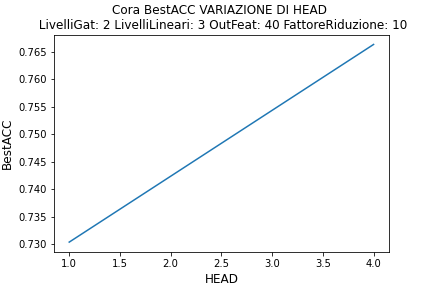 Cora BestACC VARIAZIONE DI HEAD
LivelliGat: 2 LivelliLineari: 3 OutFeat: 40 FattoreRiduzione: 10
0.765
0.760
0.755
0.750
0.745
0.740
0.735
0.730
BestACC
1.0 1.5 2.0 2.5 3.0 3.5 4.0
HEAD